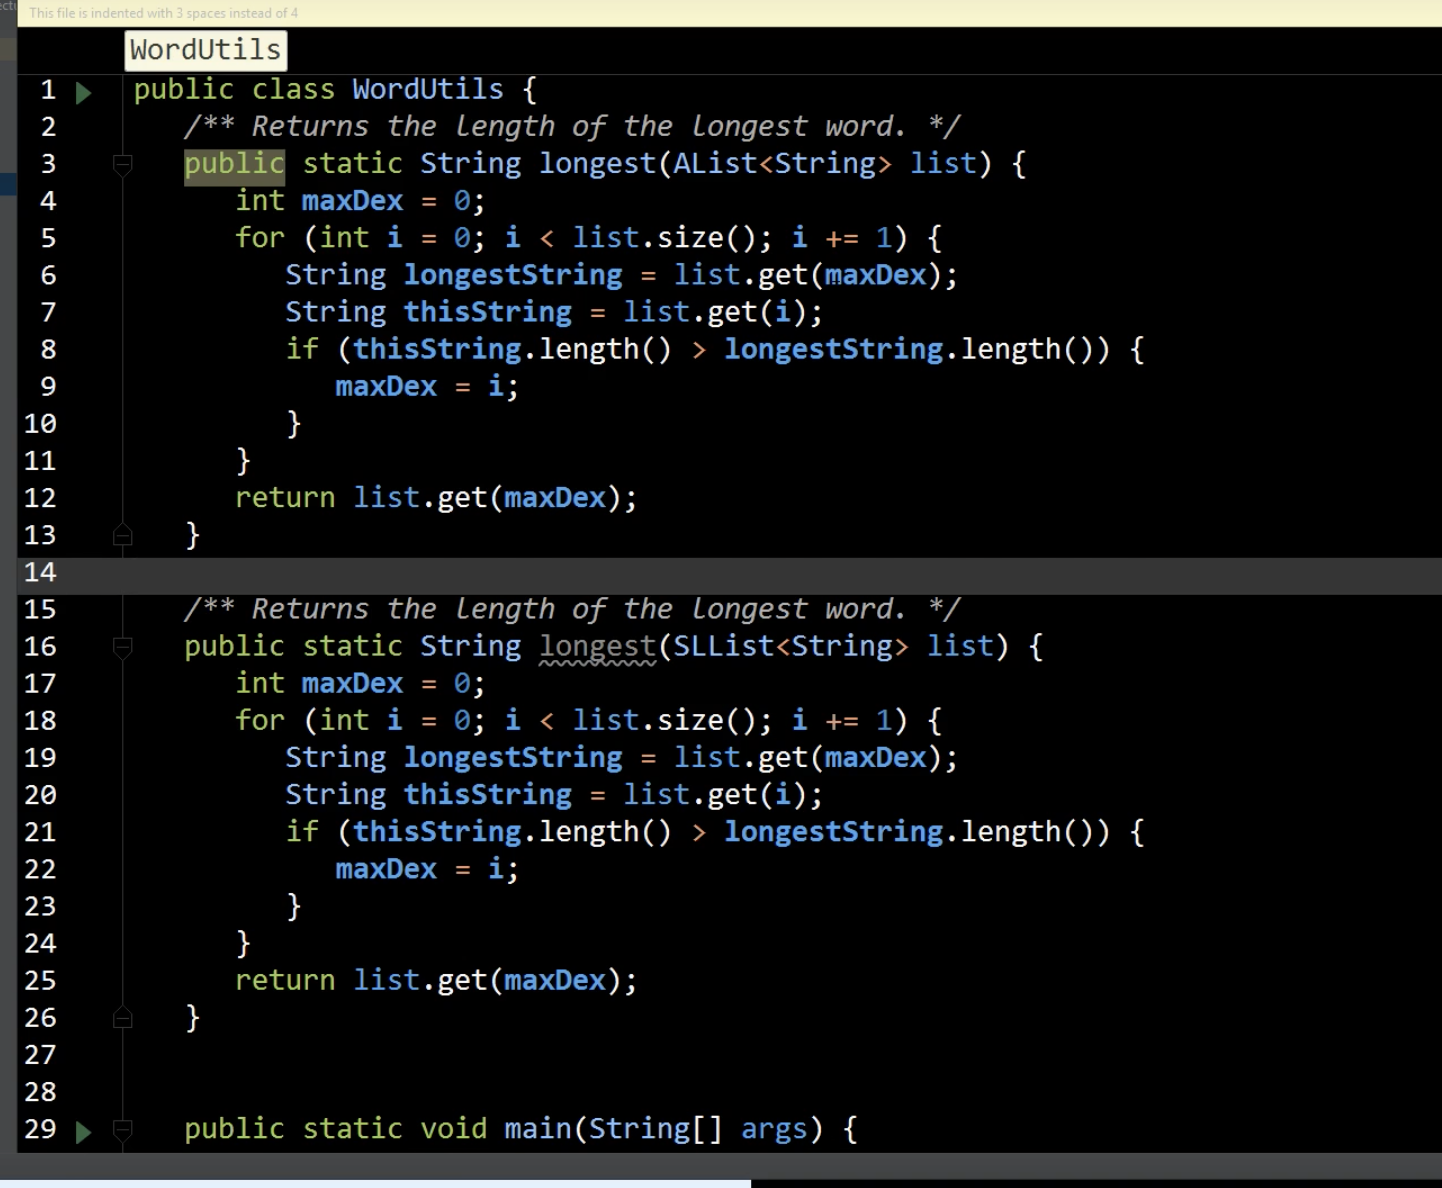 This file is indented with 3 spaces instead of 4
WordUtils
1 public class WordUtils {
2 /** Returns the length of the longest word. */
3 public static String longest(AList<String> list) {
4 int maxDex = 0;
5 for (int i = 0; i < list.size(); i += 1) {
6 String longestString = list.get(maxDex);
7 String thisString = list.get(i);
8 if (thisString.length() > longestString.length()) {
9 maxDex = i;
10 }
11 }
12 return list.get(maxDex);
13 }
14
15 /** Returns the length of the longest word. */
16 public static String longest(SLList<String> list) {
17 int maxDex = 0;
18 for (int i = 0; i < list.size(); i += 1) {
19 String longestString = list.get(maxDex);
20 String thisString = list.get(i);
21 if (thisString.length() > longestString.length()) {
22 maxDex = i;
23 }
24 }
25 return list.get(maxDex);
26 }
27
28
29 public static void main(String[] args) {